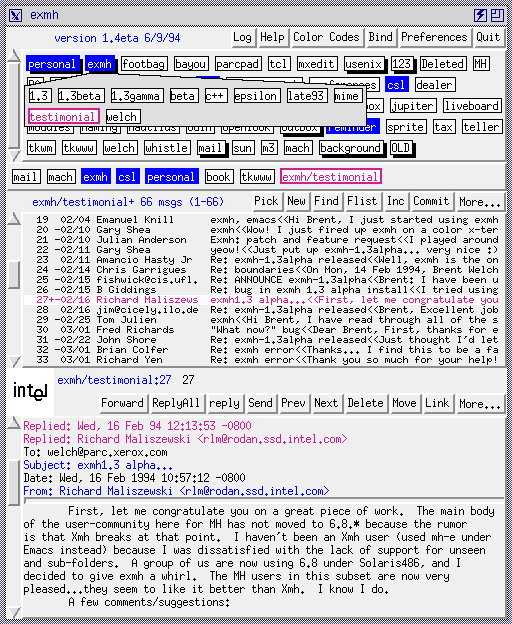 exmh
version 1.4eta 6/9/94 Log Help Color Codes Bind Preferences Quit
personal exmh footbag bayou parcpad tcl mxedit usenix 123 Deleted MH
csl dealer
1.3 1.3beta 1.3gamma beta c++ epsilon late93 mime
jupiter liveboard
testimonial welch
modules naming nautilus odin openlook outbox reminder sprite tax teller
tkwm tkwww welch whistle mail sun m3 mach background OLD
mail mach exmh csl personal book tkwww exmh/testimonial
exmh/testimonial+ 66 msgs (1-66) Pick New Find Flist Inc Commit More...
19 02/04 Emanuel Knill exmh, emacs<<Hi Brent, I just started using exmh
20 -02/10 Gary Shea exmh<<Wow! I just fired up exmh on a color x-ter
21 -02/10 Julian Anderson Exmh: patch and feature request<<I played around
22 -02/11 Gary Shea yeow! <<Just put up exmh-1.3alpha... very nice ;)
23 02/11 Amancio Hasty Jr Re: exmh-1.3alpha released<<Well, exmh is the on
24 -02/14 Chris Garrigues Re: boundaries<<On Mon, 14 Feb 1994, Brent Welch
25 -02/15 fishwick@cis.ufl. Re: ANNOUNCE exmh-1.3alpha<<Brent: I have been u
26 -02/15 B Giddings Re: bug in exmh 1.3 alpha install<<I tried using
27+-02/16 Richard Maliszews exmh1.3 alpha...<<First, let me congratulate you
28 -02/16 jim@cicely.ilo.de Re: exmh-1.3alpha released<<Brent, Excellent job
29 -02/25 Tom Julien exmh<<Hi Brent, I have read through all of the s
30 03/01 Fred Richards "What now?" bug<<Dear Brent, First, thanks for e
31 -02/22 John Shore Re: exmh-1.3alpha released<<Just thought I'd let
32 -03/01 Brian Colfer Re: exmh error<<Thanks... I find this to be a fa
33 03/01 Richard Yen Re: exmh error<<Thank you so much for your help!
intel exmh/testimonial:27 27
Forward ReplyAll reply Send Prev Next Delete Move Link More...
Replied: Wed, 16 Feb 94 12:13:53 -0800
Replied: Richard Maliszewski <rlm@rodan.ssd.intel.com>
To: welch@parc.xerox.com
Subject: exmh1.3 alpha...
Date: Wed, 16 Feb 1994 10:57:12 -0800
From: Richard Maliszewski <rlm@rodan.ssd.intel.com>
First, let me congratulate you on a great piece of work. The main body
of the user-community here for MH has not moved to 6.8.* because the rumor
is that Xmh breaks at that point. I haven't been an Xmh user (used mh-e under
Emacs instead) because I was dissatisfied with the lack of support for unseen
and sub-folders. A group of us are now using 6.8 under Solaris486, and I
decided to give exmh a whirl. The MH users in this subset are now very
pleased...they seem to like it better than Xmh. I know I do.
A few comments/suggestions: